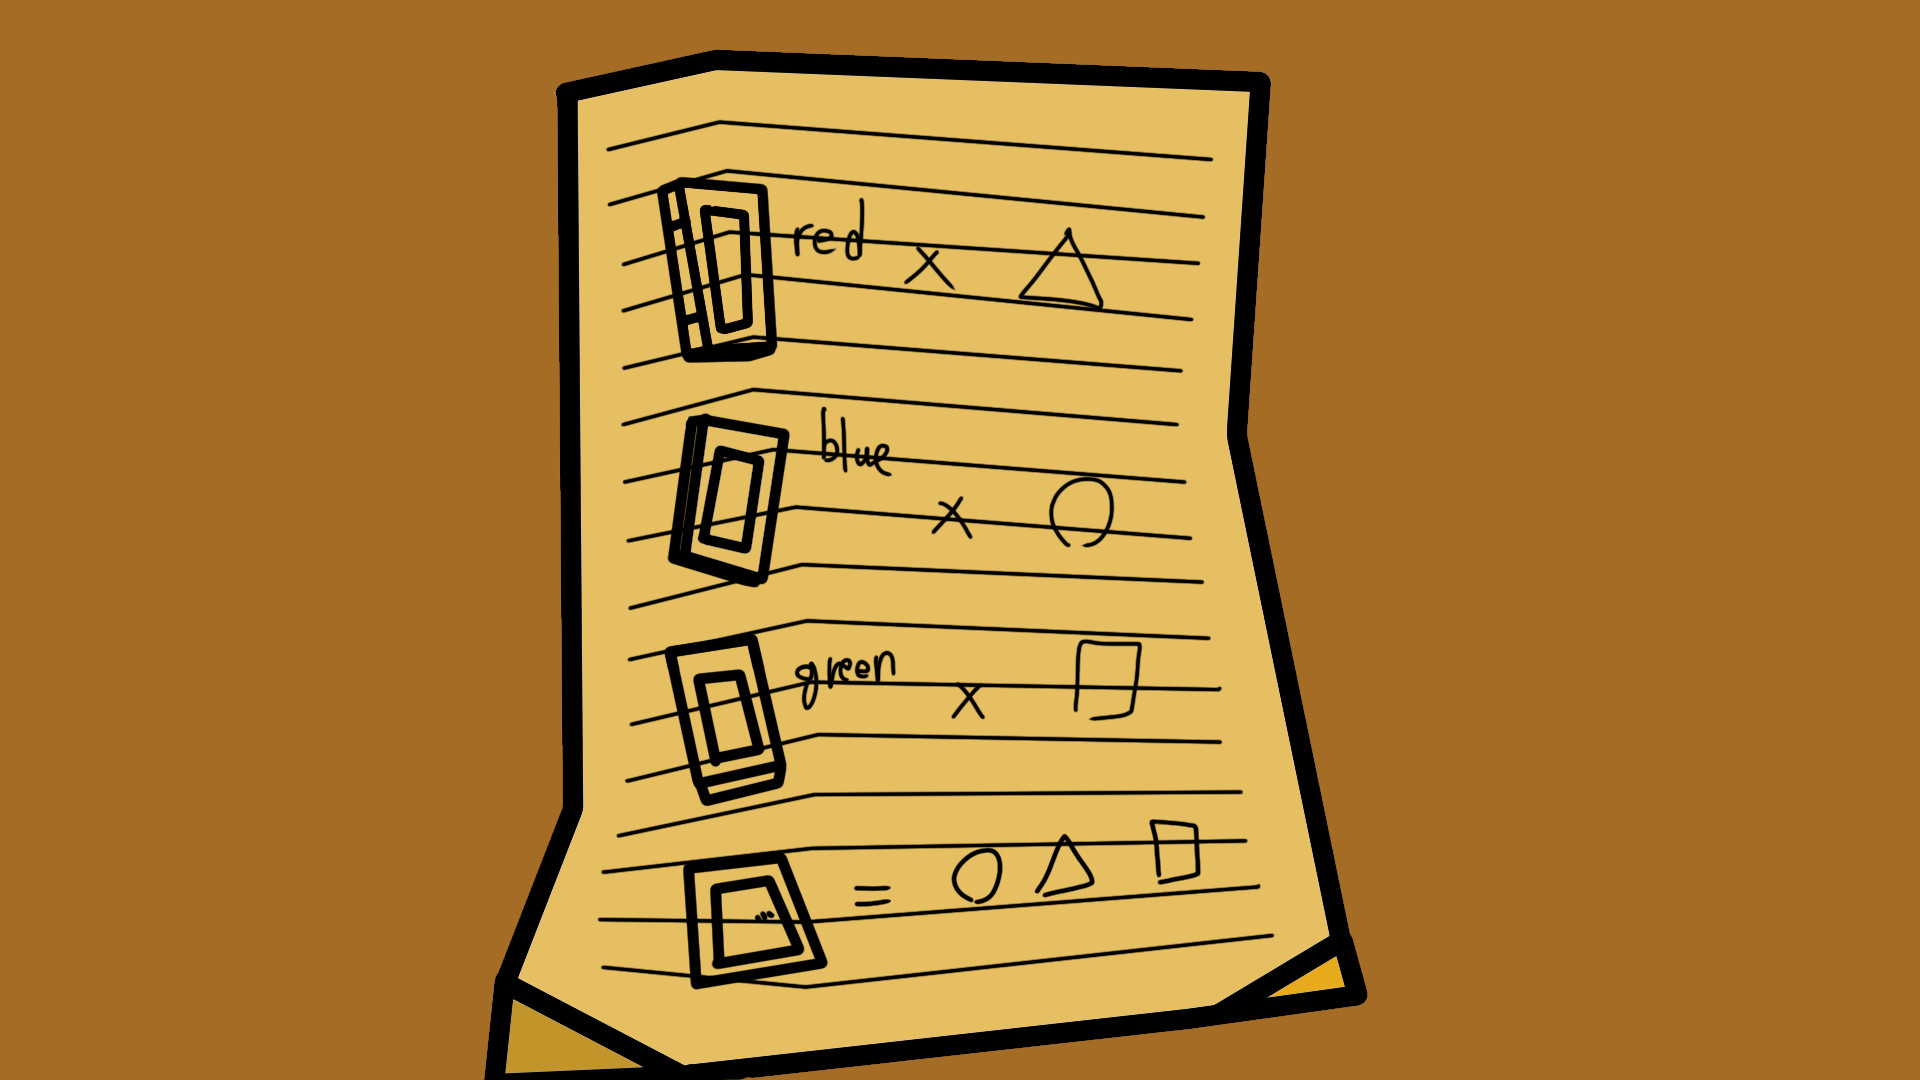 red x
blue x
green x
=